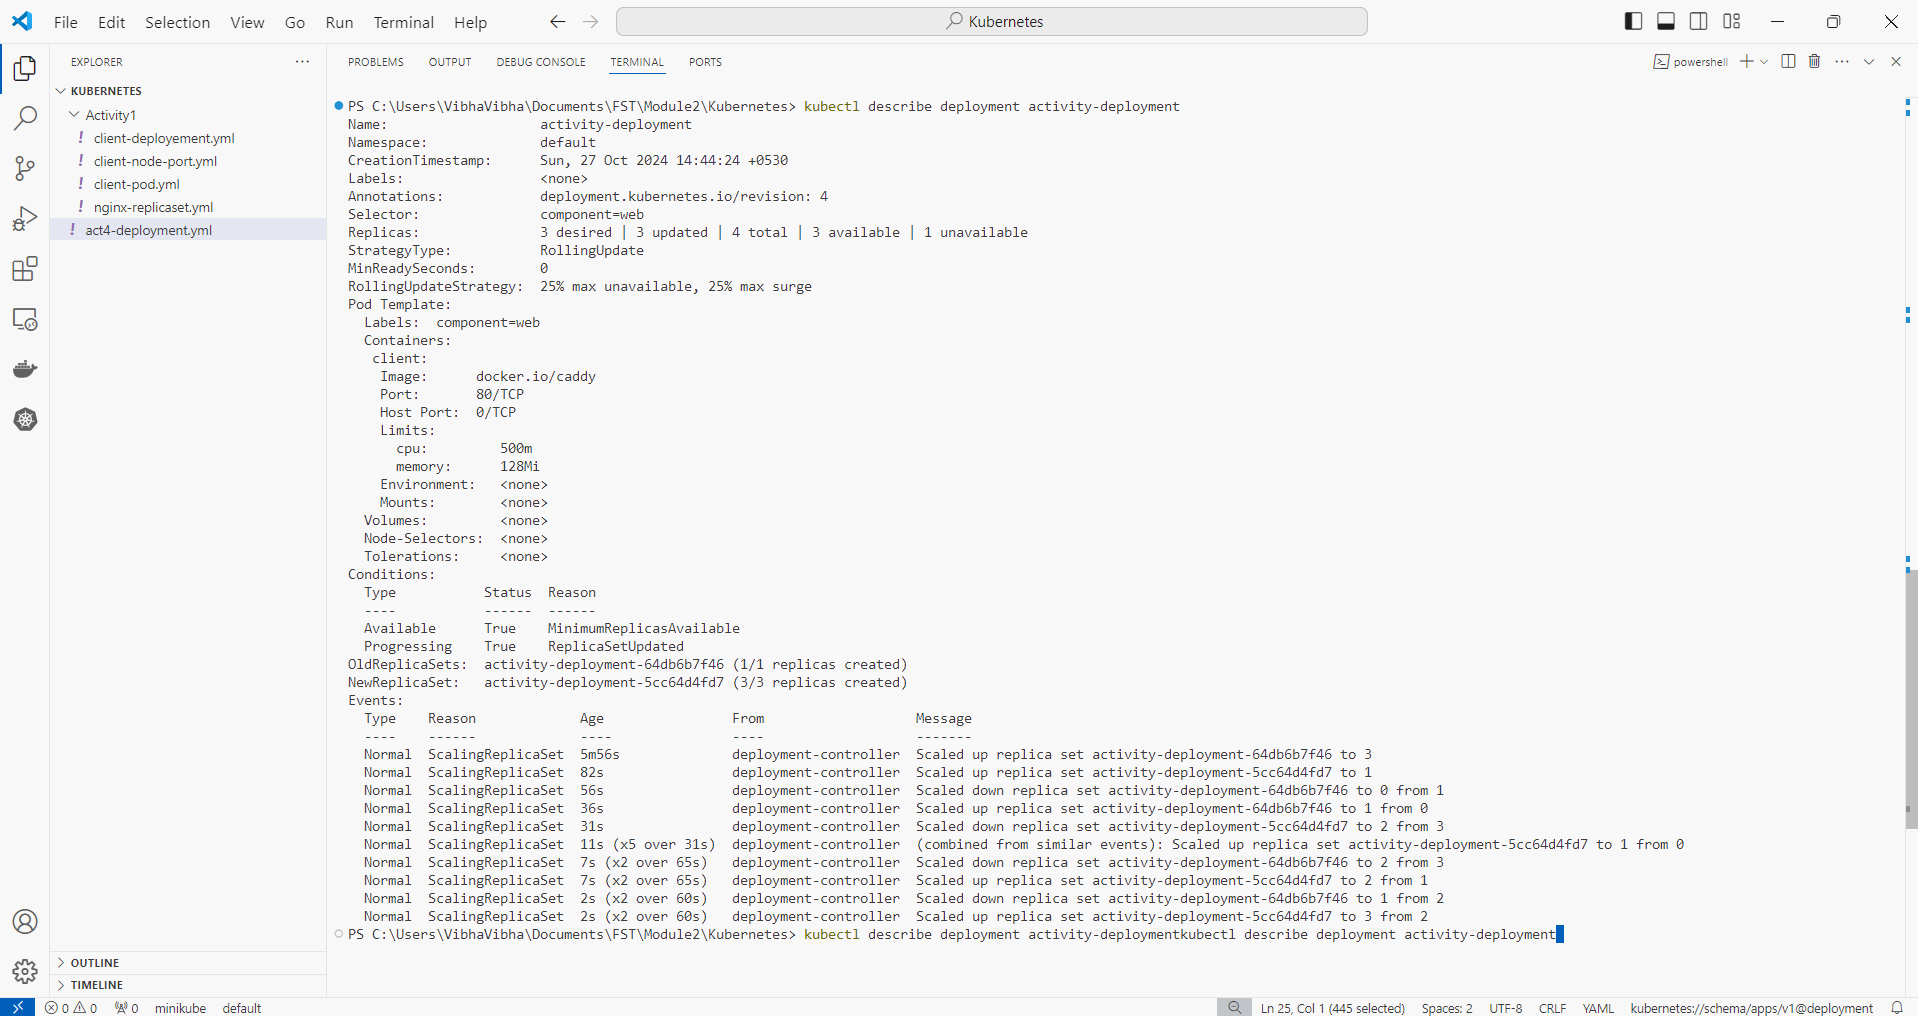 File Edit Selection View Go Run Terminal Help
Kubernetes
EXPLORER
KUBERNETES
Activity1
! client-deployement.yml
! client-node-port.yml
! client-pod.yml
! nginx-replicaset.yml
! act4-deployment.yml
OUTLINE
TIMELINE
PROBLEMS OUTPUT DEBUG CONSOLE TERMINAL PORTS
powershell
PS C:\Users\VibhaVibha\Documents\FST\Module2\Kubernetes> kubectl describe deployment activity-deployment
Name: activity-deployment
Namespace: default
CreationTimestamp: Sun, 27 Oct 2024 14:44:24 +0530
Labels: <none>
Annotations: deployment.kubernetes.io/revision: 4
Selector: component=web
Replicas: 3 desired | 3 updated | 4 total | 3 available | 1 unavailable
StrategyType: RollingUpdate
MinReadySeconds: 0
RollingUpdateStrategy: 25% max unavailable, 25% max surge
Pod Template:
Labels: component=web
Containers:
client:
Image: docker.io/caddy
Port: 80/TCP
Host Port: 0/TCP
Limits:
cpu: 500m
memory: 128Mi
Environment: <none>
Mounts: <none>
Volumes: <none>
Node-Selectors: <none>
Tolerations: <none>
Conditions:
Type Status Reason
---- ------ ------
Available True MinimumReplicasAvailable
Progressing True ReplicaSetUpdated
OldReplicaSets: activity-deployment-64db6b7f46 (1/1 replicas created)
NewReplicaSet: activity-deployment-5cc64d4fd7 (3/3 replicas created)
Events:
Type Reason Age From Message
---- ------ ---- ---- -------
Normal ScalingReplicaSet 5m56s deployment-controller Scaled up replica set activity-deployment-64db6b7f46 to 3
Normal ScalingReplicaSet 82s deployment-controller Scaled up replica set activity-deployment-5cc64d4fd7 to 1
Normal ScalingReplicaSet 56s deployment-controller Scaled down replica set activity-deployment-64db6b7f46 to 0 from 1
Normal ScalingReplicaSet 36s deployment-controller Scaled up replica set activity-deployment-64db6b7f46 to 1 from 0
Normal ScalingReplicaSet 31s deployment-controller Scaled down replica set activity-deployment-5cc64d4fd7 to 2 from 3
Normal ScalingReplicaSet 11s (x5 over 31s) deployment-controller (combined from similar events): Scaled up replica set activity-deployment-5cc64d4fd7 to 1 from 0
Normal ScalingReplicaSet 7s (x2 over 65s) deployment-controller Scaled down replica set activity-deployment-64db6b7f46 to 2 from 3
Normal ScalingReplicaSet 7s (x2 over 65s) deployment-controller Scaled up replica set activity-deployment-5cc64d4fd7 to 2 from 1
Normal ScalingReplicaSet 2s (x2 over 60s) deployment-controller Scaled down replica set activity-deployment-64db6b7f46 to 1 from 2
Normal ScalingReplicaSet 2s (x2 over 60s) deployment-controller Scaled up replica set activity-deployment-5cc64d4fd7 to 3 from 2
PS C:\Users\VibhaVibha\Documents\FST\Module2\Kubernetes> kubectl describe deployment activity-deploymentkubectl describe deployment activity-deployment
0 0 0 minikube default Ln 25, Col 1 (445 selected) Spaces: 2 UTF-8 CRLF YAML kubernetes://schema/apps/v1@deployment